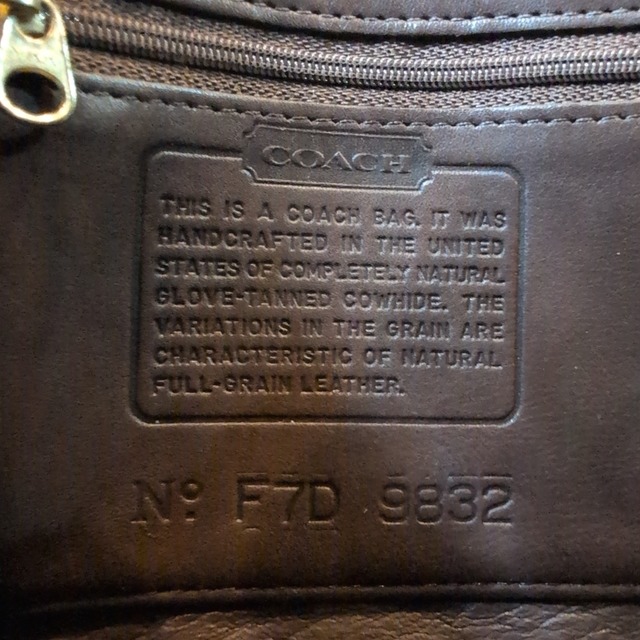 COACH
THIS IS A COACH BAG. IT WAS
HANDCRAFTED IN THE UNITED
STATES OF COMPLETELY NATURAL
GLOVE-TANNED COWHIDE. THE
VARIATIONS IN THE GRAIN ARE
CHARACTERISTIC OF NATURAL
FULL-GRAIN LEATHER.
Nº F7D 9832